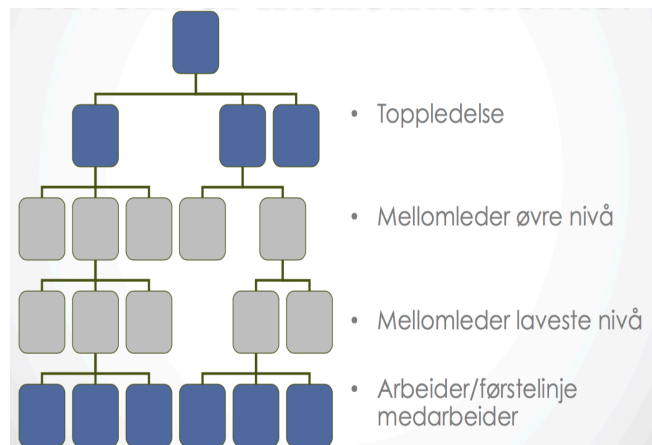 • Toppledelse
• Mellomleder øvre nivå
• Mellomleder laveste nivå
• Arbeider/førstelinje
medarbeider